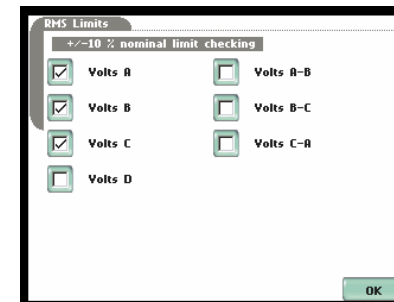 RMS Limits
+/-10 % nominal limit checking
Volts A
Volts A-B
Volts B
Volts B-C
Volts C
Volts C-A
Volts D
OK